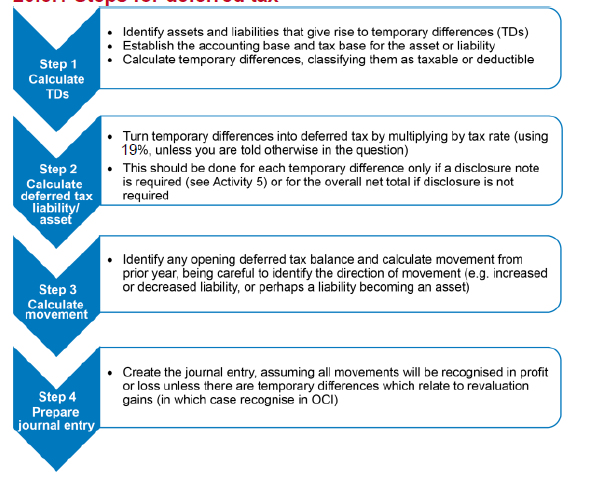 Step 1
Calculate
TDs
• Identify assets and liabilities that give rise to temporary differences (TDs)
• Establish the accounting base and tax base for the asset or liability
• Calculate temporary differences, classifying them as taxable or deductible
Step 2
Calculate
deferred tax
liability/
asset
• Turn temporary differences into deferred tax by multiplying by tax rate (using
19%, unless you are told otherwise in the question)
• This should be done for each temporary difference only if a disclosure note
is required (see Activity 5) or for the overall net total if disclosure is not
required
Step 3
Calculate
movement
• Identify any opening deferred tax balance and calculate movement from
prior year, being careful to identify the direction of movement (e.g. increased
or decreased liability, or perhaps a liability becoming an asset)
Step 4
Prepare
journal entry
• Create the journal entry, assuming all movements will be recognised in profit
or loss unless there are temporary differences which relate to revaluation
gains (in which case recognise in OCI)